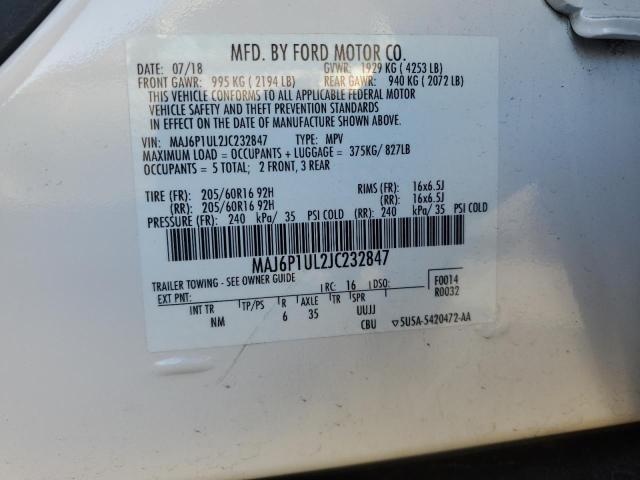 MFD. BY FORD MOTOR CO.
DATE: 07/18 GVWR: 1929 KG ( 4253 LB)
FRONT GAWR: 995 KG ( 2194 LB) REAR GAWR: 940 KG ( 2072 LB)
THIS VEHICLE CONFORMS TO ALL APPLICABLE FEDERAL MOTOR
VEHICLE SAFETY AND THEFT PREVENTION STANDARDS
IN EFFECT ON THE DATE OF MANUFACTURE SHOWN ABOVE.
VIN: MAJ6P1UL2JC232847 TYPE: MPV
MAXIMUM LOAD = OCCUPANTS + LUGGAGE = 375KG/ 827LB
OCCUPANTS = 5 TOTAL; 2 FRONT, 3 REAR
TIRE (FR): 205/60R16 92H RIMS (FR): 16x6.5J
(RR): 205/60R16 92H (RR): 16x6.5J
PRESSURE (FR): 240 kPa/ 35 PSI COLD (RR): 240 kPa/ 35 PSI COLD
MAJ6P1UL2JC232847
TRAILER TOWING - SEE OWNER GUIDE
RC: 16 DSO: F0014
EXT PNT: R0032
INT TR TP/PS R AXLE TR SPR UUJJ
NM 6 35 CBU ▽5U5A-5420472-AA